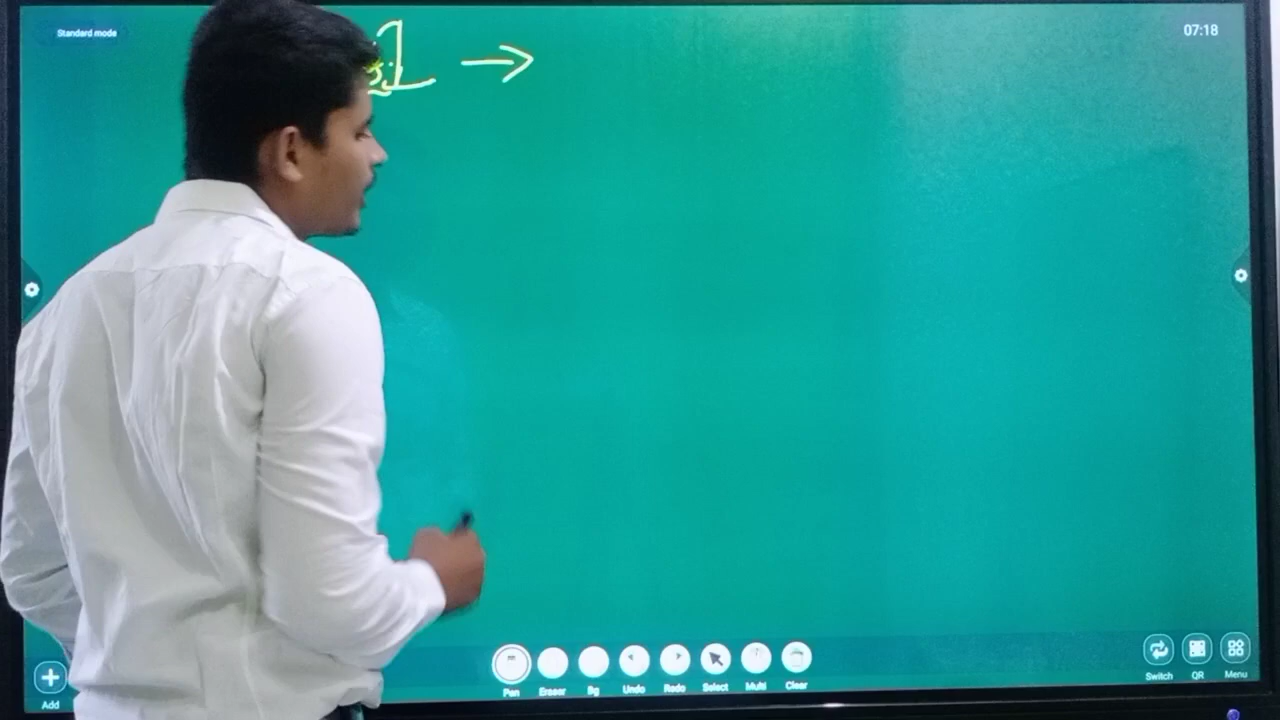 Standard mode
07:18
1 →
Add
Pen
Eraser
Bg
Undo
Redo
Select
Multi
Clear
Switch
QR
Menu